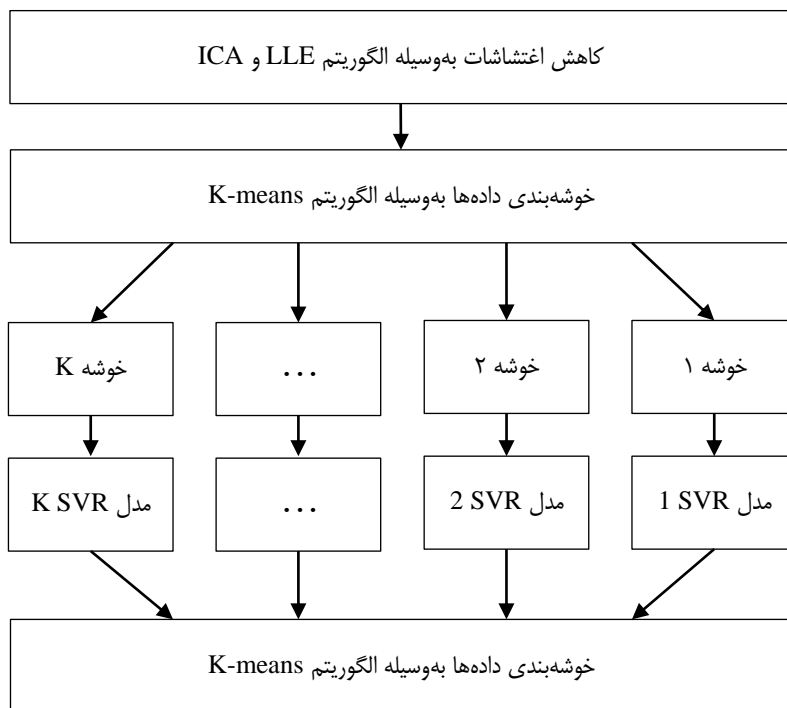 کاهش اغتشاشات به‌وسیله الگوریتم LLE و ICA
خوشه‌بندی داده‌ها به‌وسیله الگوریتم K-means
خوشه ۱
خوشه ۲
...
خوشه K
مدل SVR 1
مدل SVR 2
...
مدل K SVR
خوشه‌بندی داده‌ها به‌وسیله الگوریتم K-means